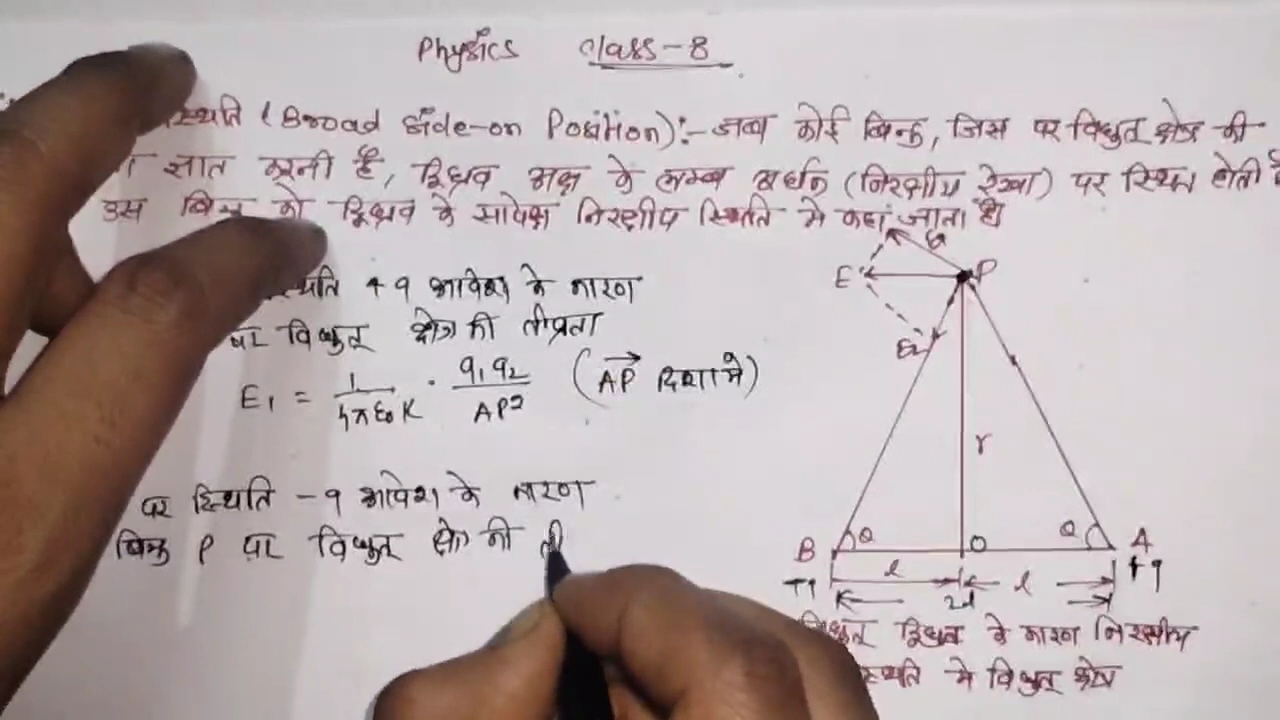 Physics Class-8
स्थिति (Broad Side-on Position):- जब कोई बिन्दु, जिस पर विधुत क्षेत्र की
ज्ञात करनी है, द्विध्रुव अक्ष के लम्ब अर्धक (निरक्षीय रेखा) पर स्थित होती है
उस बिन्दु को द्विध्रुव के सापेक्ष निरक्षीय स्थिति में कहां जाता है।
स्थिति +q आवेश के कारण
पर विधुत् क्षेत्र की तीव्रता
E₁ = 1/4πε₀K · q₁q₂/AP² (AP⃗ दिशा में)
पर स्थिति -q आवेश के कारण
बिन्दु P पर विधुत् क्षेत्र की ती
E₁
E P
E₂
r
B θ O θ A
+q l l +q
2l
विधुत् द्विध्रुव के कारण निरक्षीय
स्थिति में विधुत् क्षेत्र